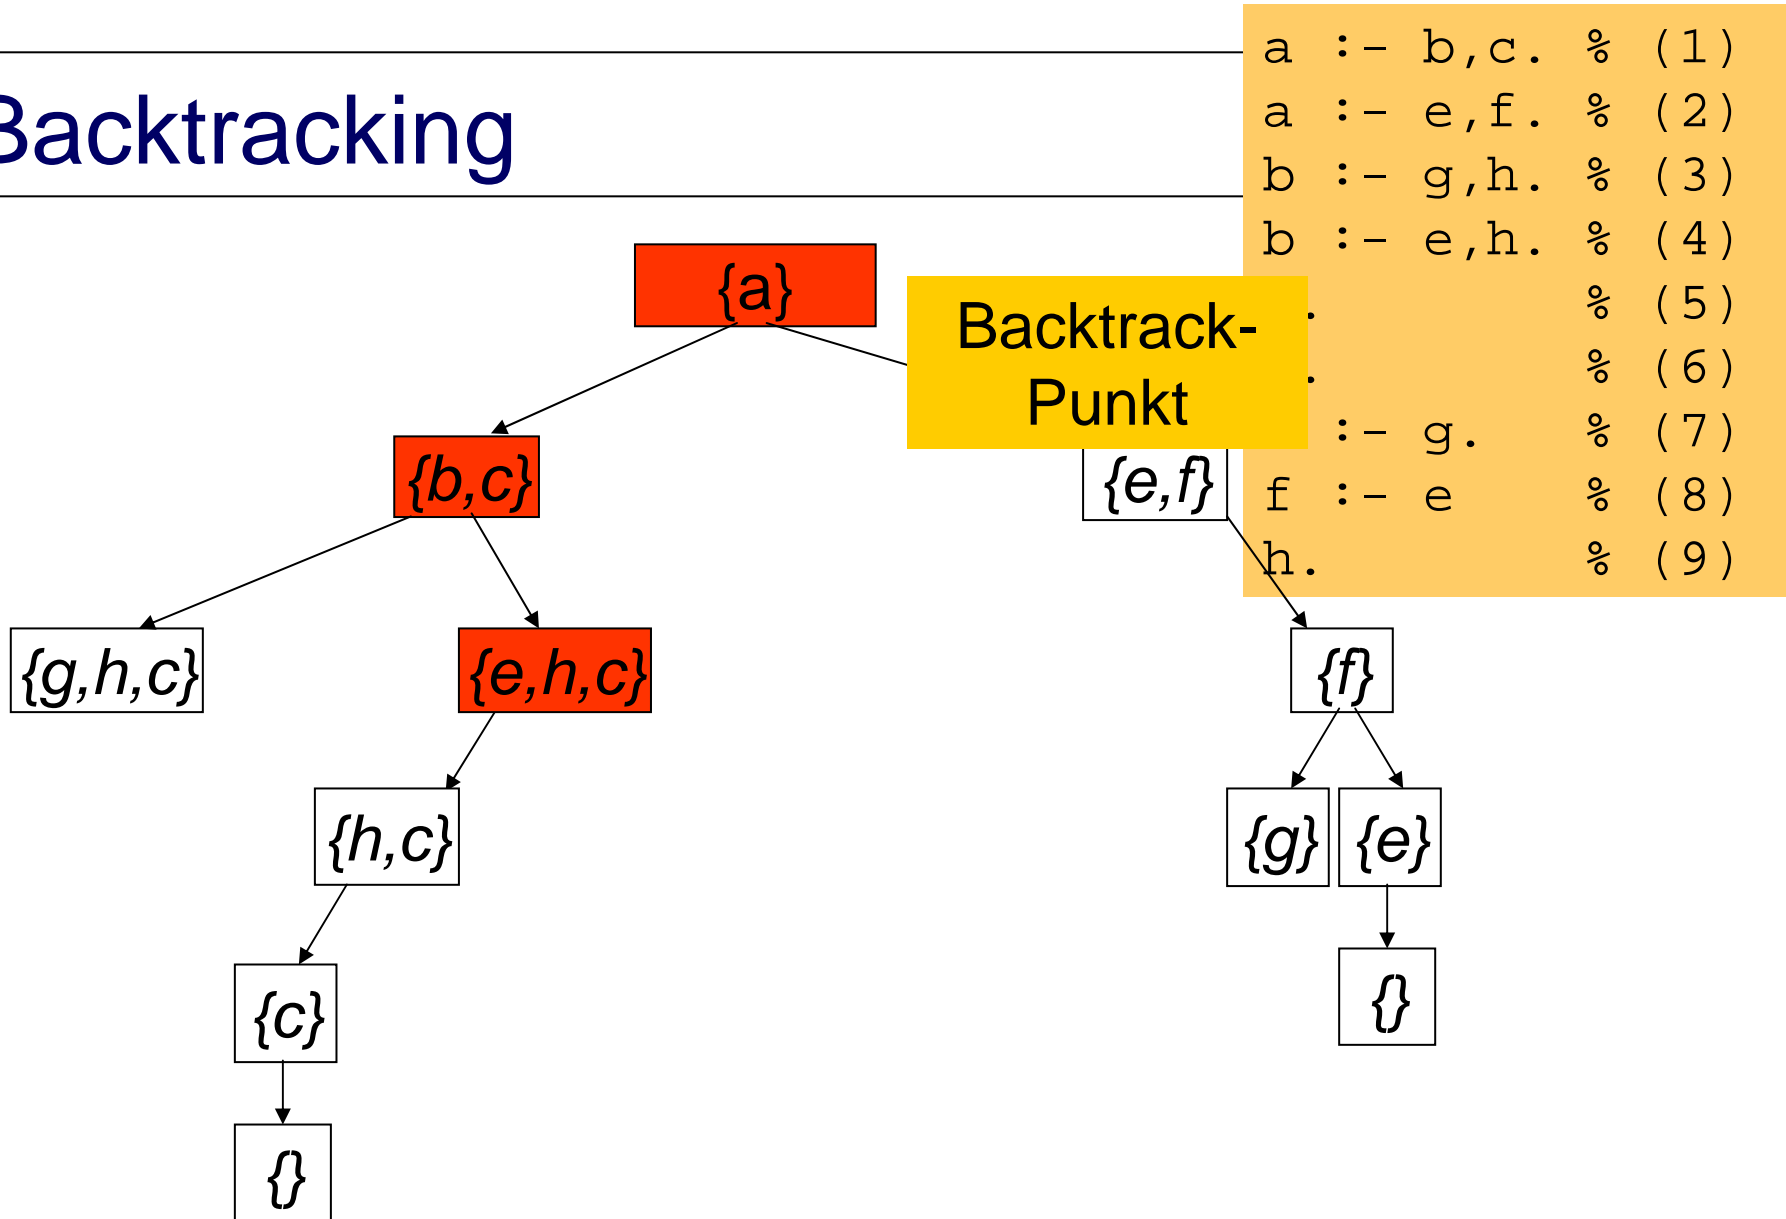 Backtracking
a :- b,c. % (1)
a :- e,f. % (2)
b :- g,h. % (3)
b :- e,h. % (4)
. % (5)
. % (6)
:- g. % (7)
f :- e % (8)
h. % (9)
{a}
Backtrack-
Punkt
{b,c}
{e,f}
{g,h,c}
{e,h,c}
{f}
{h,c}
{g}
{e}
{c}
{}
{}